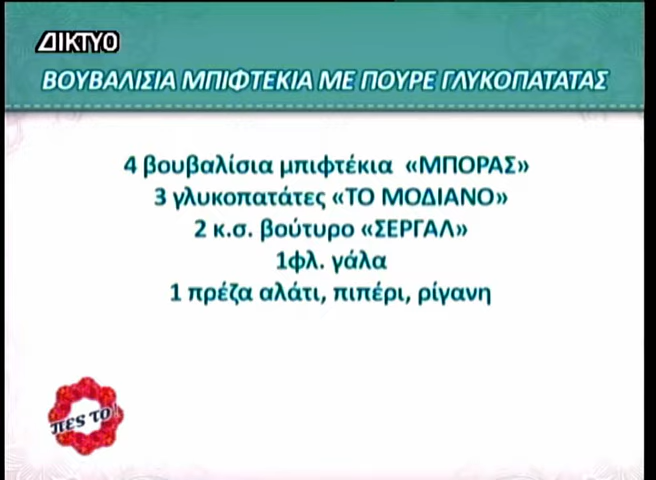 ΔΙΚΤΥΟ
ΒΟΥΒΑΛΙΣΙΑ ΜΠΙΦΤΕΚΙΑ ΜΕ ΠΟΥΡΕ ΓΛΥΚΟΠΑΤΑΤΑΣ
4 βουβαλίσια μπιφτέκια «ΜΠΟΡΑΣ»
3 γλυκοπατάτες «ΤΟ ΜΟΔΙΑΝΟ»
2 κ.σ. βούτυρο «ΣΕΡΓΑΛ»
1φλ. γάλα
1 πρέζα αλάτι, πιπέρι, ρίγανη
πες το!